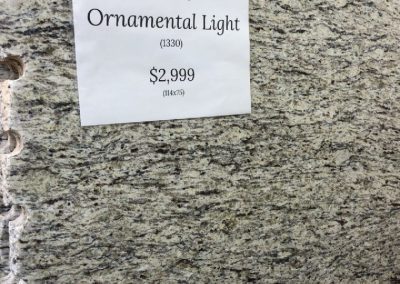 Ornamental Light
(1330)
$2,999
(114x75)